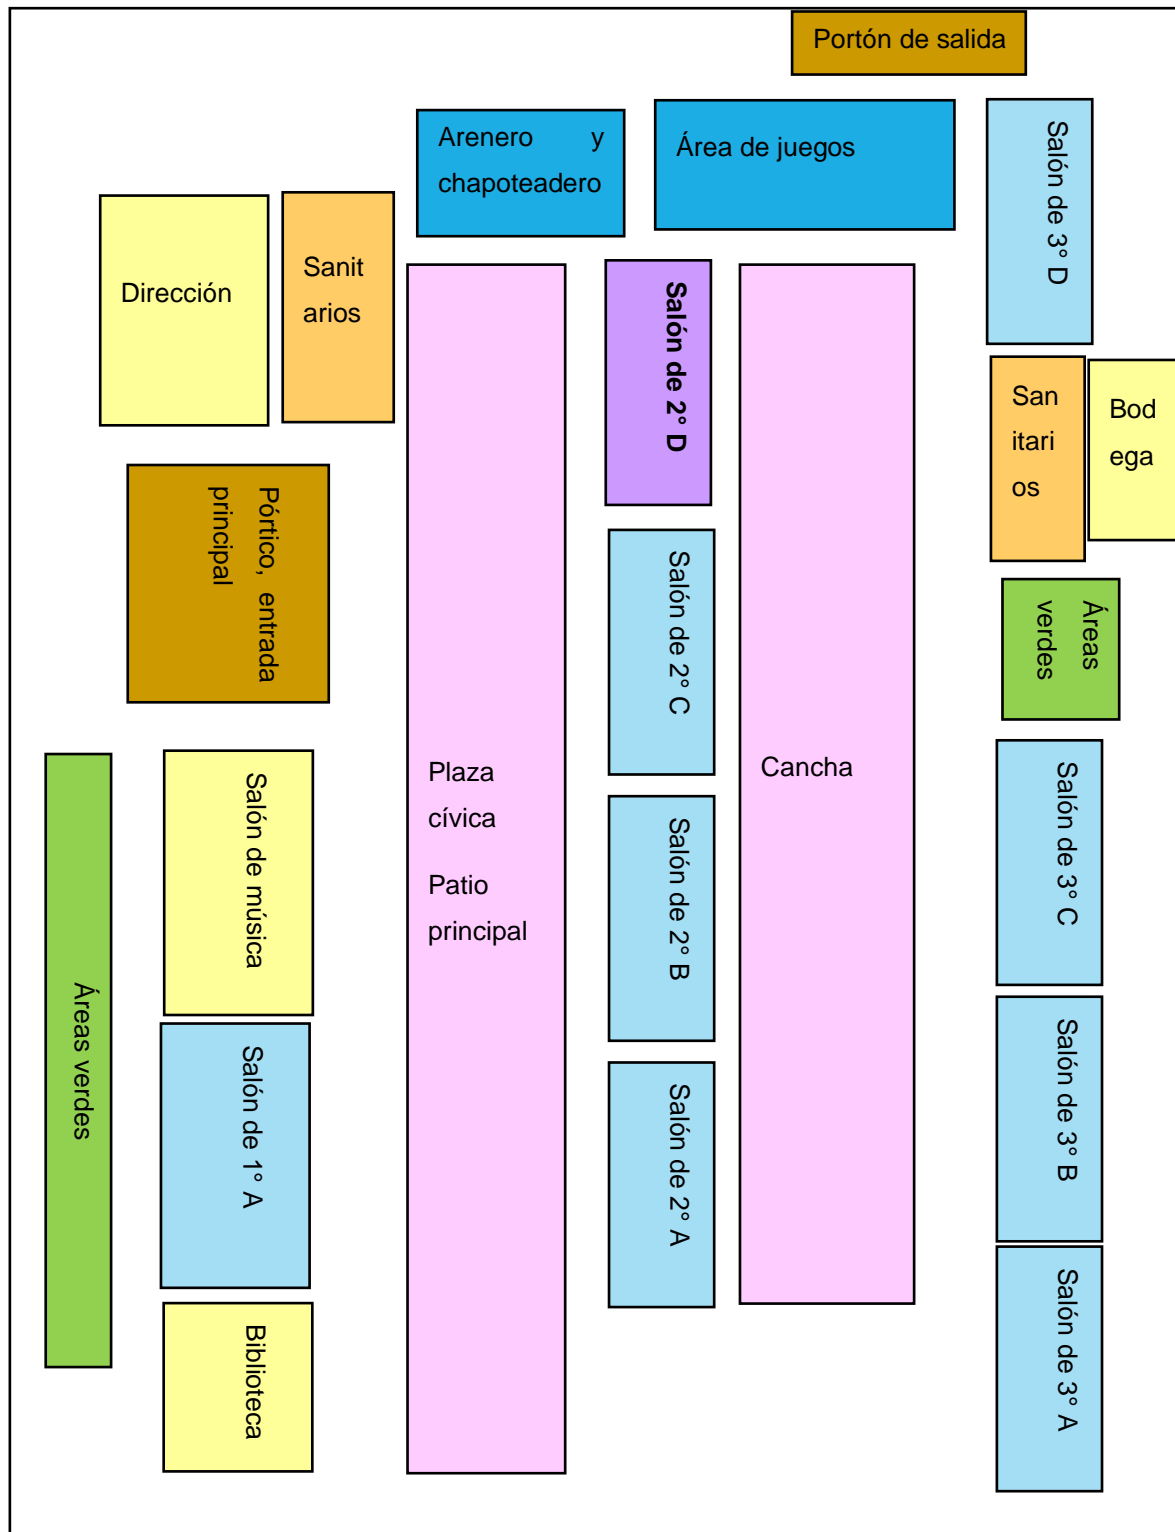 Portón de salida
Arenero y
chapoteadero
Área de juegos
Salón de 3° D
Dirección
Sanit
arios
Salón de 2° D
San
itari
os
Bod
ega
Pórtico, entrada
principal
Salón de 2° C
Áreas
verdes
Plaza
cívica
Patio
principal
Cancha
Salón de música
Salón de 2° B
Salón de 3° C
Áreas verdes
Salón de 1° A
Salón de 2° A
Salón de 3° B
Biblioteca
Salón de 3° A